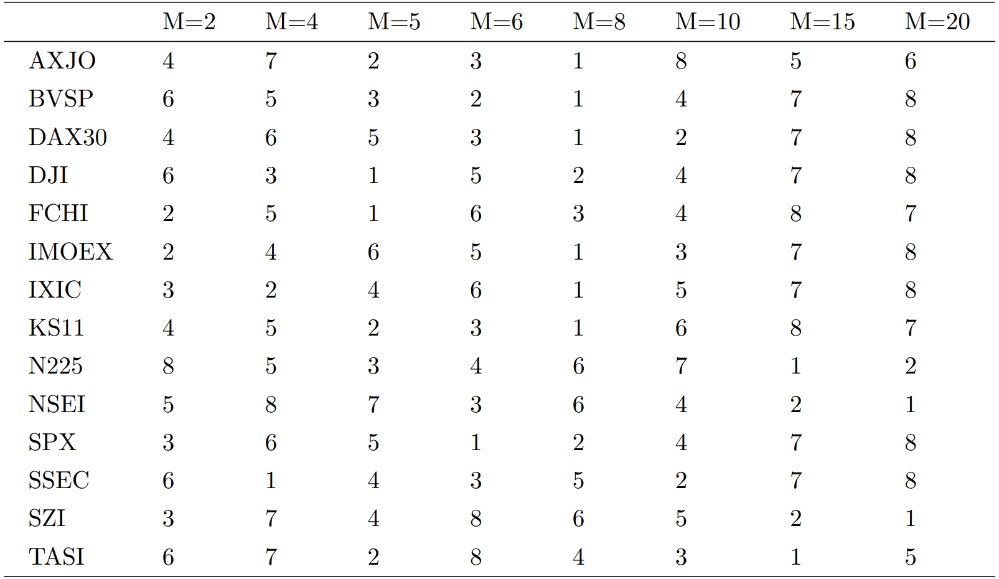 M=2 M=4 M=5 M=6 M=8 M=10 M=15 M=20
AXJO 4 7 2 3 1 8 5 6
BVSP 6 5 3 2 1 4 7 8
DAX30 4 6 5 3 1 2 7 8
DJI 6 3 1 5 2 4 7 8
FCHI 2 5 1 6 3 4 8 7
IMOEX 2 4 6 5 1 3 7 8
IXIC 3 2 4 6 1 5 7 8
KS11 4 5 2 3 1 6 8 7
N225 8 5 3 4 6 7 1 2
NSEI 5 8 7 3 6 4 2 1
SPX 3 6 5 1 2 4 7 8
SSEC 6 1 4 3 5 2 7 8
SZI 3 7 4 8 6 5 2 1
TASI 6 7 2 8 4 3 1 5